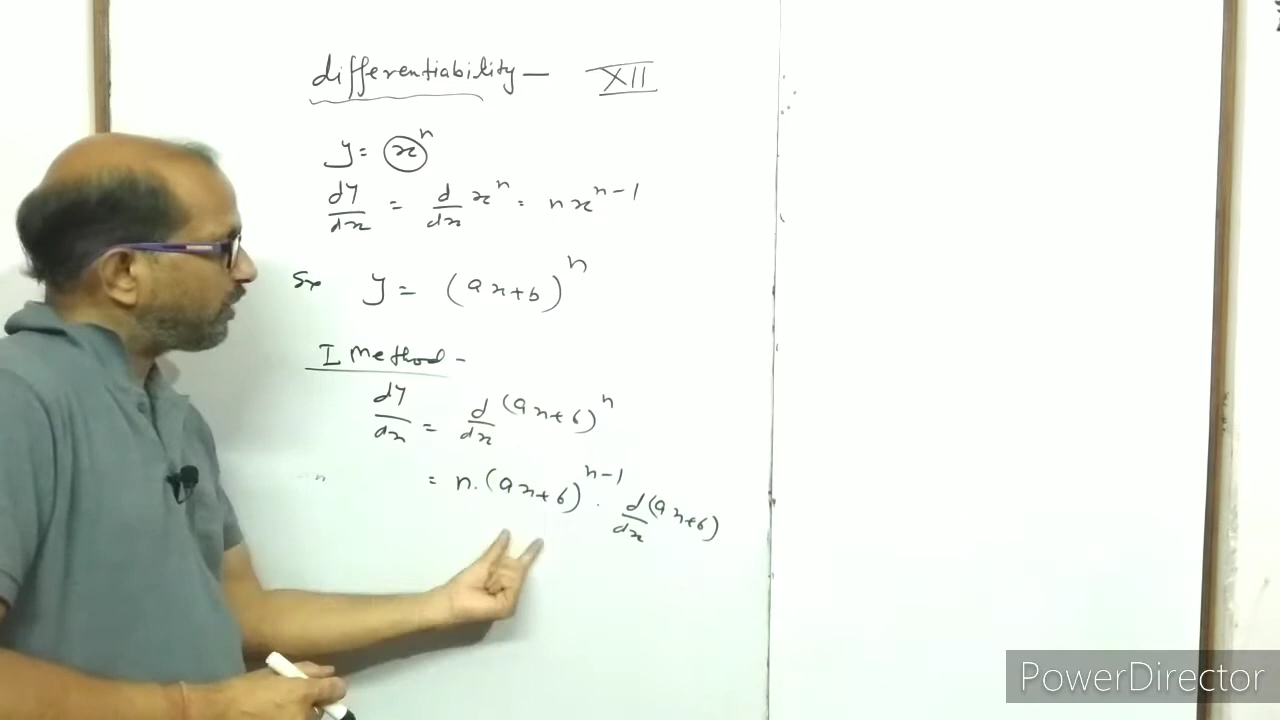 differentiability — XII
y = x^n
dy/dx = d/dx x^n = n x^{n-1}
y = (ax+b)^n
I Method -
dy/dx = d/dx (ax+b)^n
= n.(ax+b)^{n-1} . d/dx (ax+b)
PowerDirector